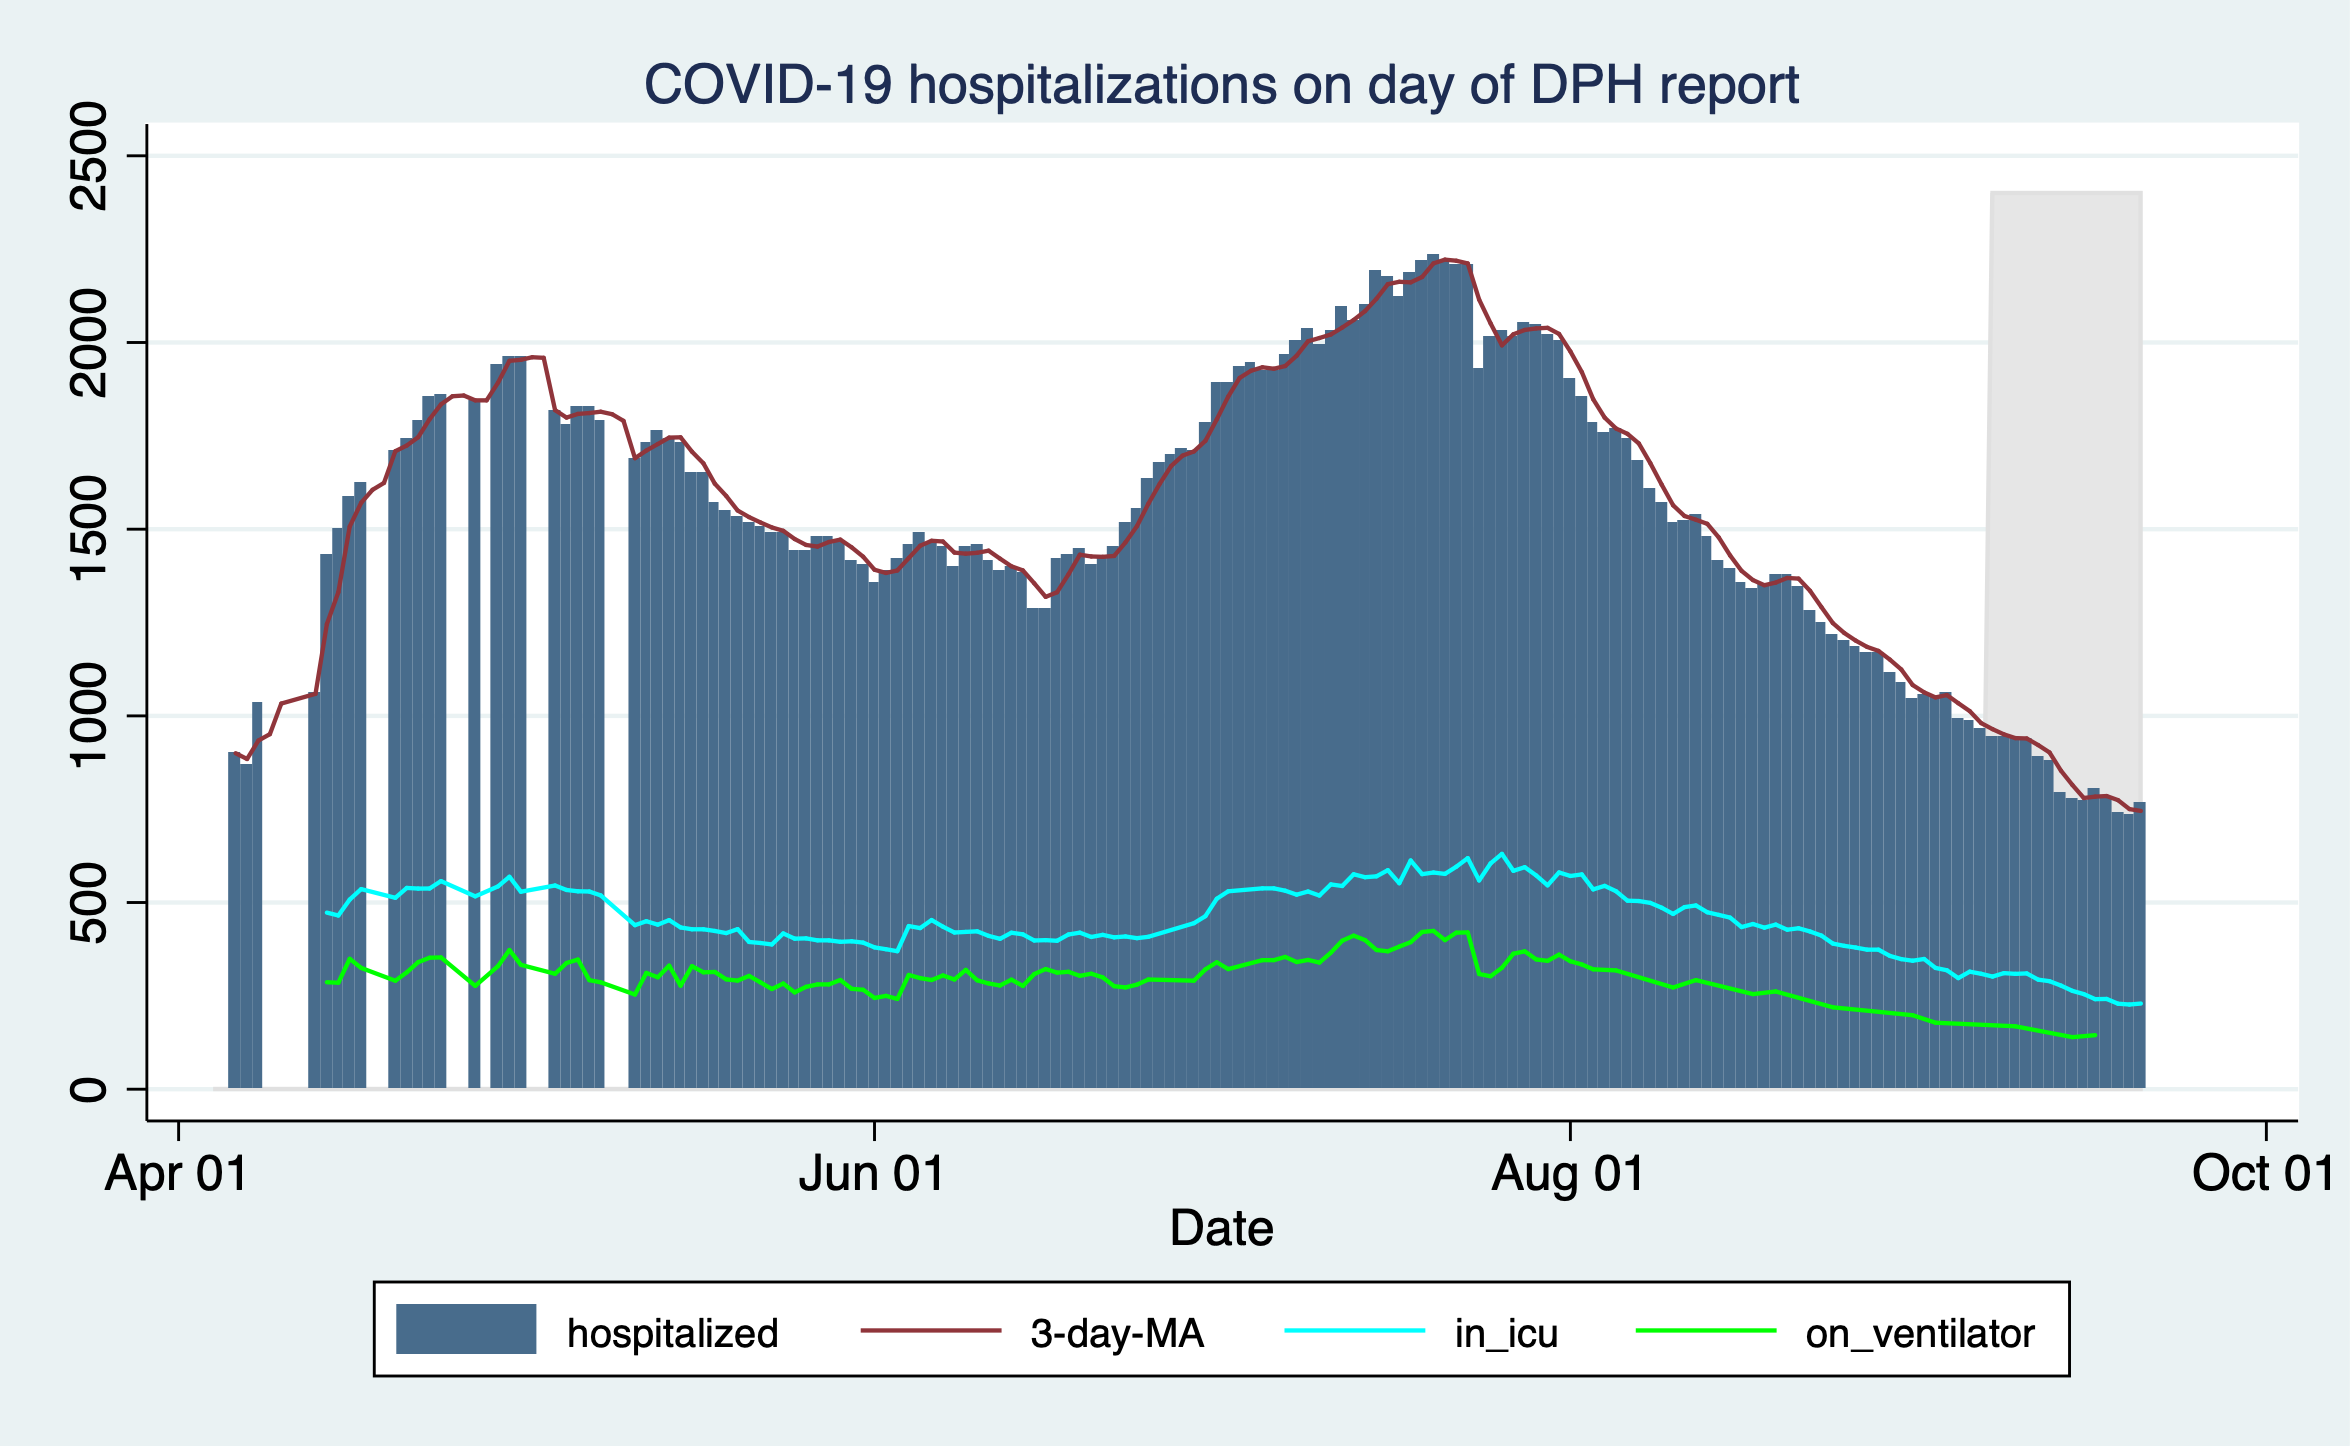 COVID-19 hospitalizations on day of DPH report
2500
2000
1500
1000
500
0
Apr 01
Jun 01
Aug 01
Oct 01
Date
hospitalized
3-day-MA
in_icu
on_ventilator